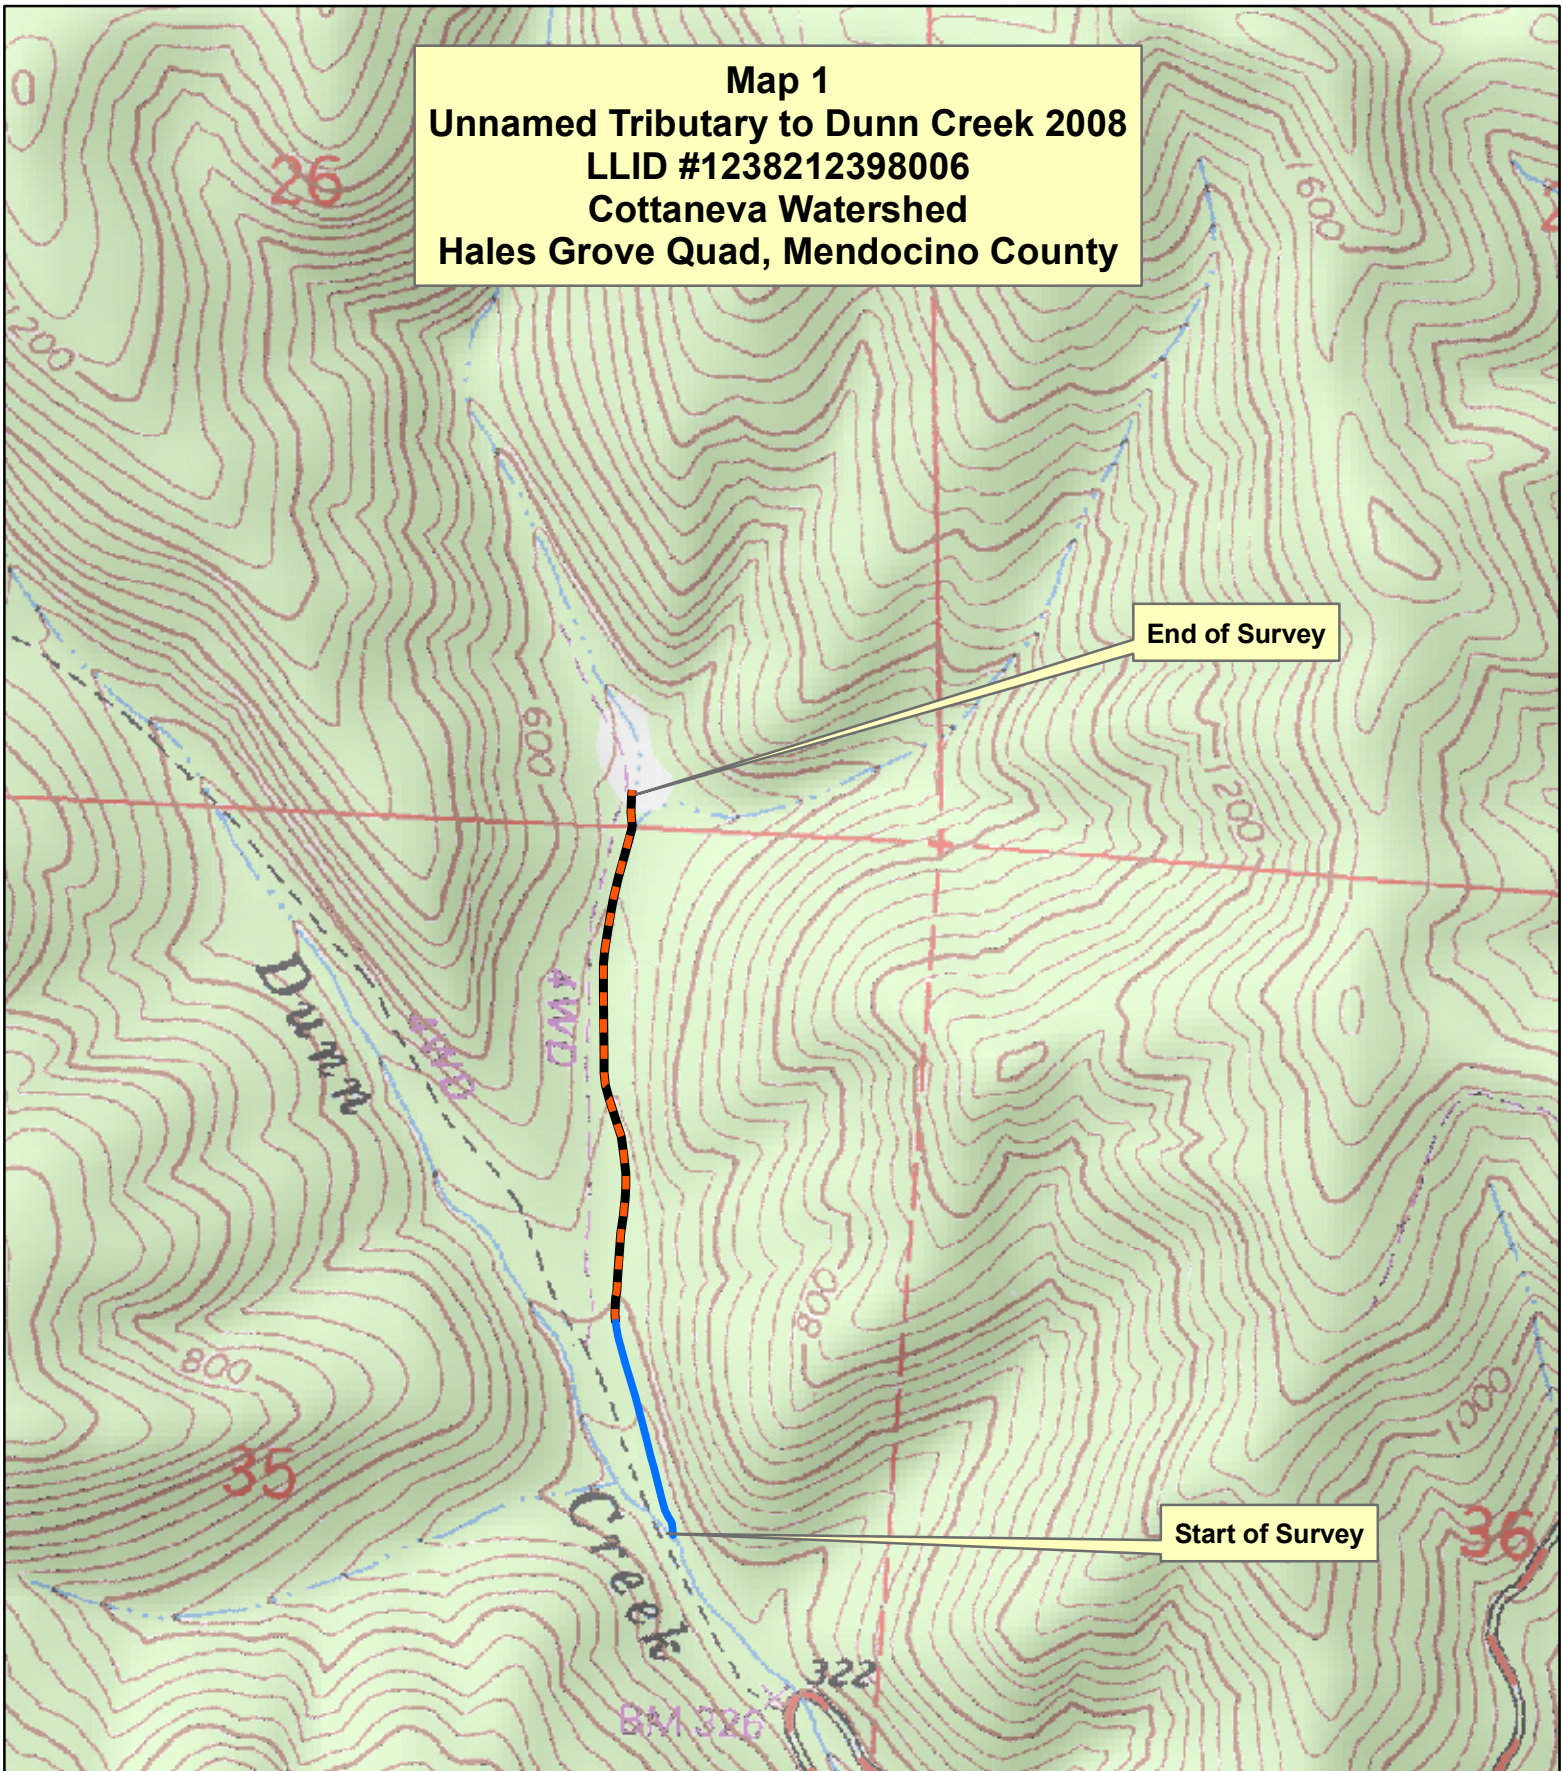 Map 1
Unnamed Tributary to Dunn Creek 2008
LLID #1238212398006
Cottaneva Watershed
Hales Grove Quad, Mendocino County
0
26
1600
1200
End of Survey
600
1200
Dunn
4WD
4WD
800
800
1000
35
Creek
Start of Survey
36
322
BM 326